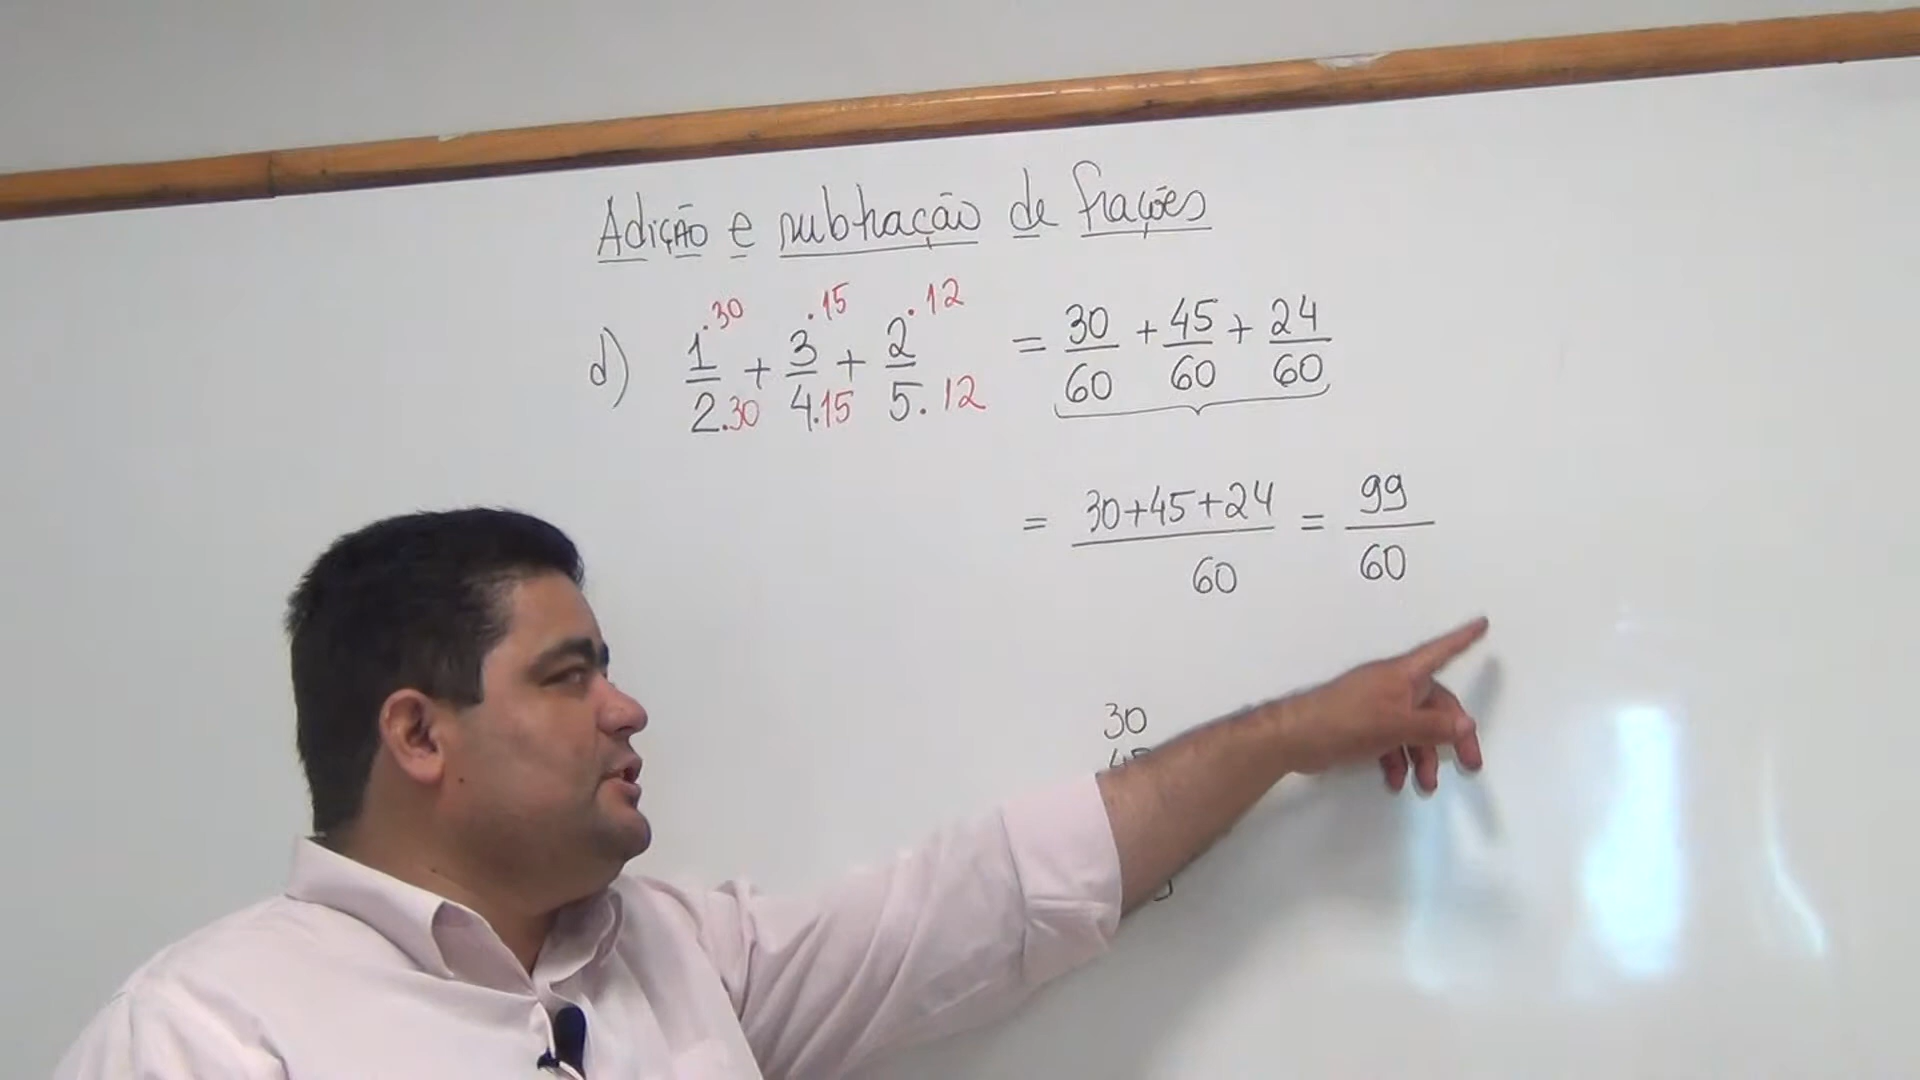 Adição e subtração de frações
d) 1.30/2.30 + 3.15/4.15 + 2.12/5.12 = 30/60 + 45/60 + 24/60
= 30+45+24/60 = 99/60
30